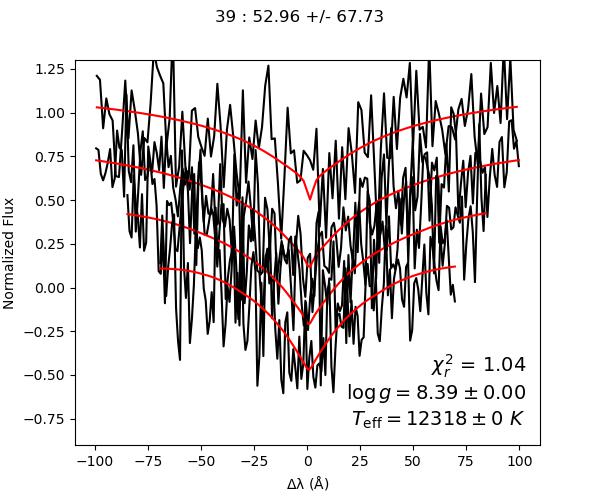 39 : 52.96 +/- 67.73
1.25
1.00
0.75
0.50
0.25
0.00
−0.25
−0.50
−0.75
Normalized Flux
χ²ᵣ = 1.04
log g = 8.39 ± 0.00
T_eff = 12318 ± 0 K
−100 −75 −50 −25 0 25 50 75 100
Δλ (Å)